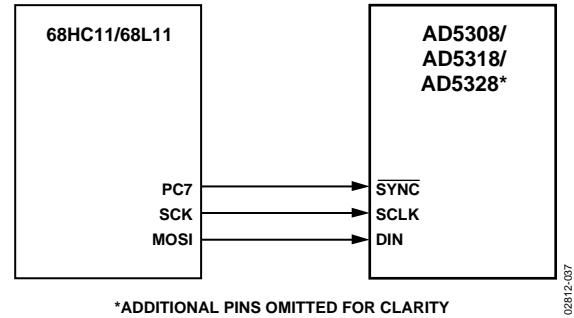 68HC11/68L11
AD5308/
AD5318/
AD5328*
PC7
SCK
MOSI
SYNC
SCLK
DIN
*ADDITIONAL PINS OMITTED FOR CLARITY
02812-037